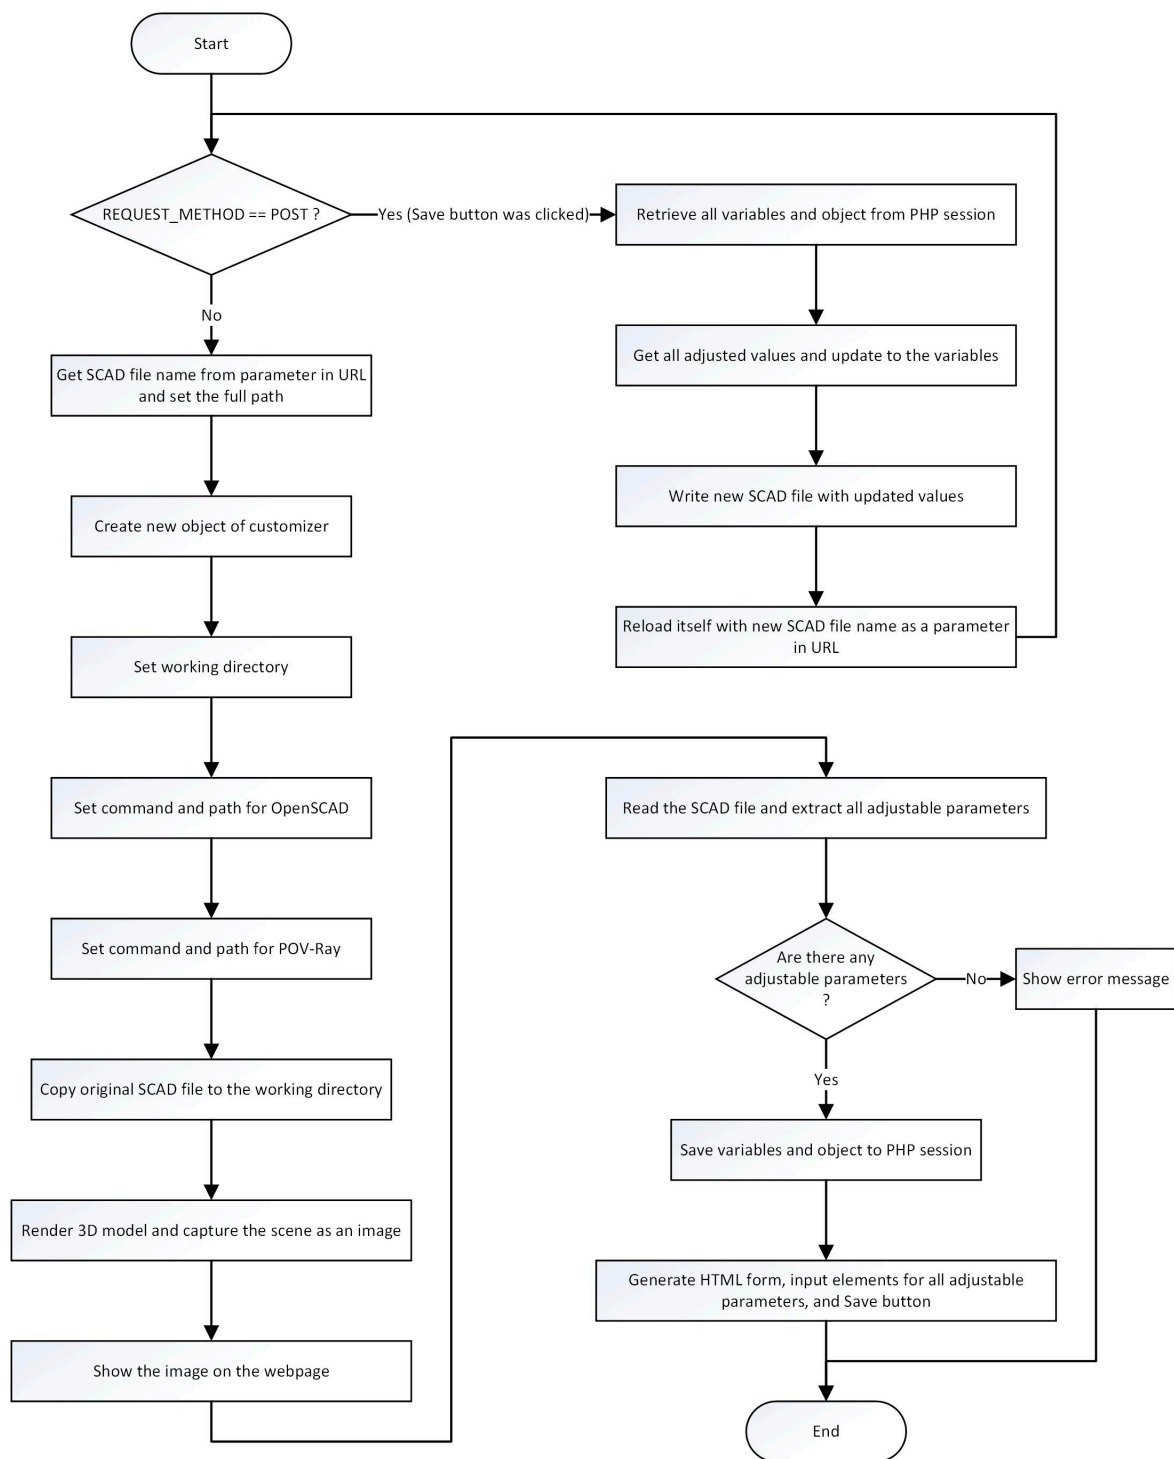 Start
REQUEST_METHOD == POST ?
Yes (Save button was clicked)
Retrieve all variables and object from PHP session
No
Get all adjusted values and update to the variables
Get SCAD file name from parameter in URL
and set the full path
Write new SCAD file with updated values
Create new object of customizer
Reload itself with new SCAD file name as a parameter
in URL
Set working directory
Set command and path for OpenSCAD
Set command and path for POV-Ray
Copy original SCAD file to the working directory
Render 3D model and capture the scene as an image
Show the image on the webpage
Read the SCAD file and extract all adjustable parameters
Are there any
adjustable parameters
?
No
Show error message
Yes
Save variables and object to PHP session
Generate HTML form, input elements for all adjustable
parameters, and Save button
End